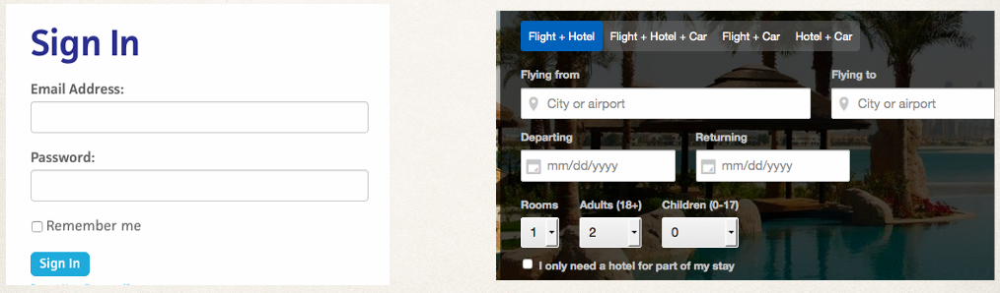 Sign In
Email Address:
Password:
Remember me
Sign In
Flight + Hotel Flight + Hotel + Car Flight + Car Hotel + Car
Flying from Flying to
City or airport City or airport
Departing Returning
mm/dd/yyyy mm/dd/yyyy
Rooms Adults (18+) Children (0-17)
1 2 0
I only need a hotel for part of my stay